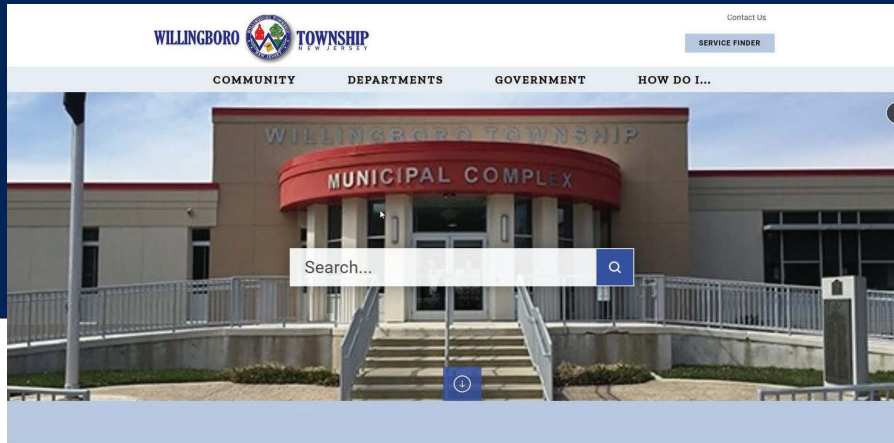 Contact Us
WILLINGBORO TOWNSHIP
NEW JERSEY
SERVICE FINDER
COMMUNITY DEPARTMENTS GOVERNMENT HOW DO I...
WILLINGBORO TOWNSHIP
MUNICIPAL COMPLEX
Search...